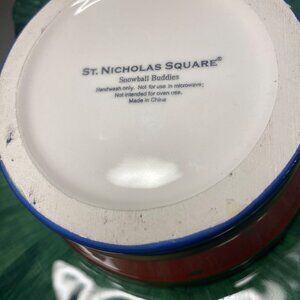 ST. NICHOLAS SQUARE®
Snowball Buddies
Handwash only. Not for use in microwave;
Not intended for oven use.
Made in China